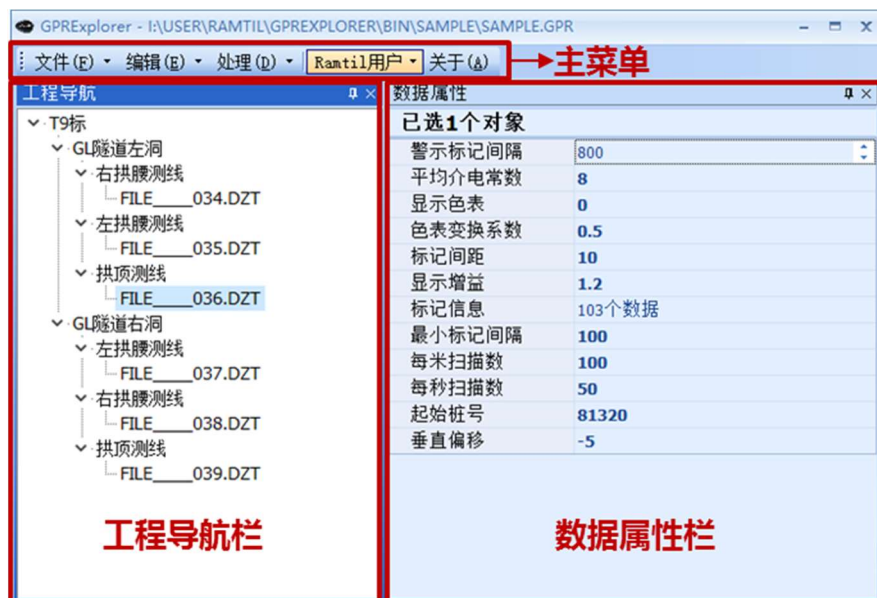 GPRExplorer - I:\USER\RAMTIL\GPREXPLORER\BIN\SAMPLE\SAMPLE.GPR
文件(F) 编辑(E) 处理(D) Ramtil用户 关于(A) 主菜单
工程导航
T9标
GL隧道左洞
右拱腰测线
FILE____034.DZT
左拱腰测线
FILE____035.DZT
拱顶测线
FILE____036.DZT
GL隧道右洞
左拱腰测线
FILE____037.DZT
右拱腰测线
FILE____038.DZT
拱顶测线
FILE____039.DZT
工程导航栏
数据属性
已选1个对象
警示标记间隔 800
平均介电常数 8
显示色表 0
色表变换系数 0.5
标记间距 10
显示增益 1.2
标记信息 103个数据
最小标记间隔 100
每米扫描数 100
每秒扫描数 50
起始桩号 81320
垂直偏移 -5
数据属性栏